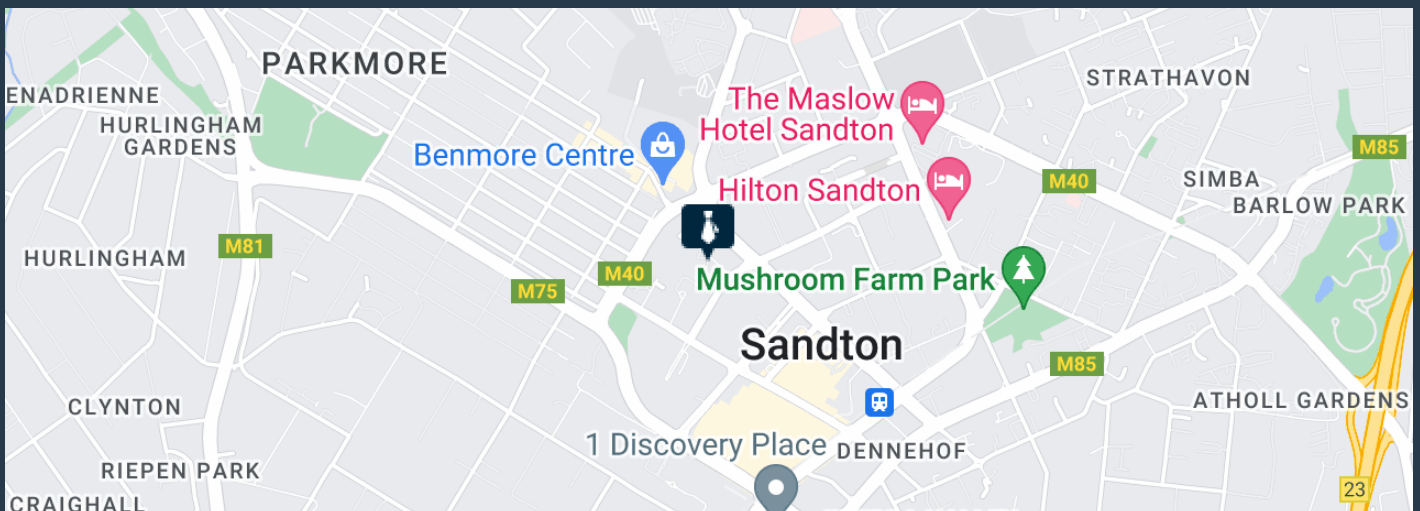 PARKMORE
STRATHAVON
ENADRIENNE
The Maslow
Hotel Sandton
HURLINGHAM
GARDENS
Benmore Centre
M85
Hilton Sandton
M40
SIMBA
BARLOW PARK
M81
HURLINGHAM
M40
Mushroom Farm Park
M75
Sandton
M85
CLYNTON
ATHOLL GARDENS
1 Discovery Place
DENNEHOF
RIEPEN PARK
23
CRAIGHALL